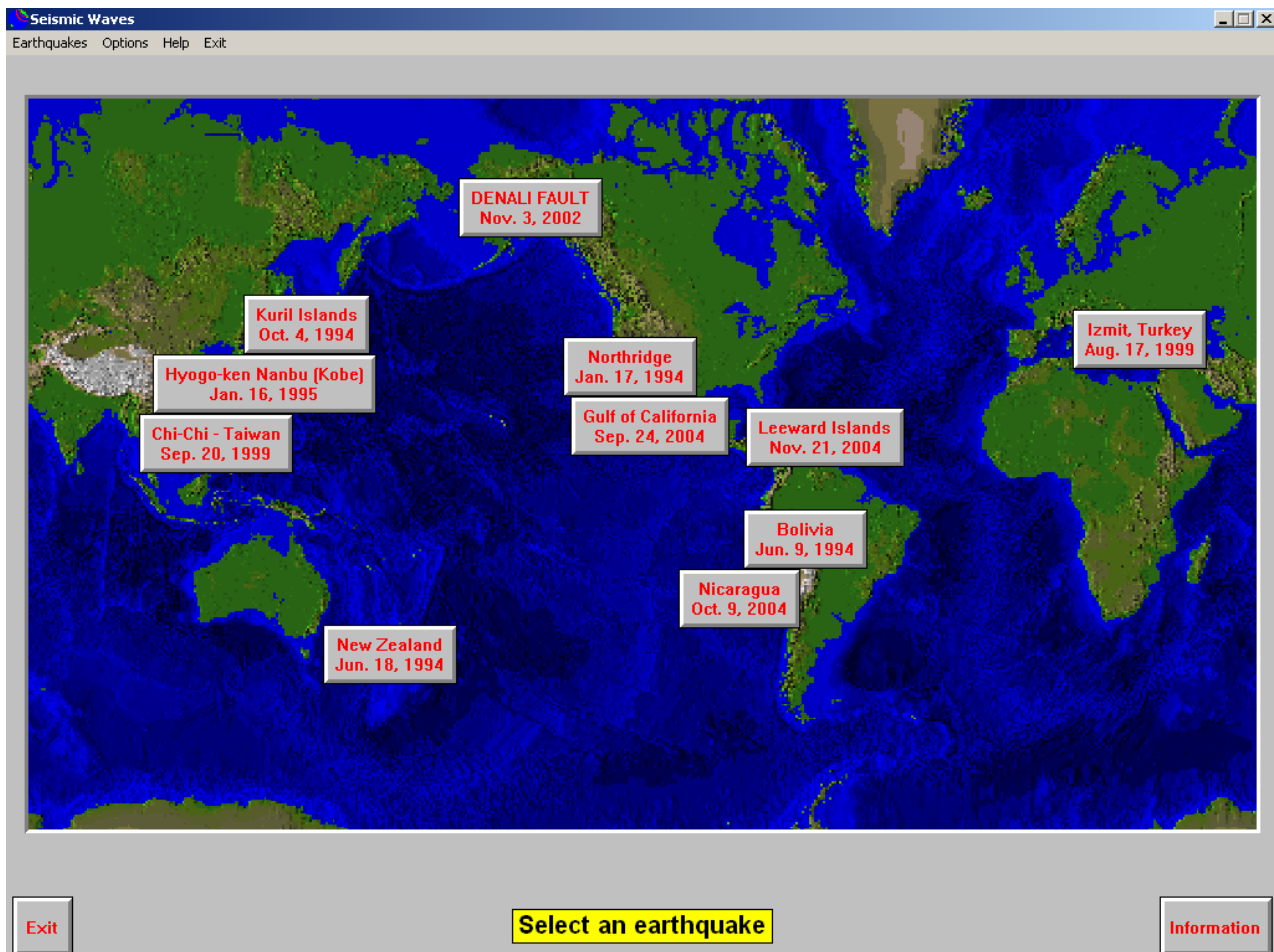 Seismic Waves
Earthquakes Options Help Exit
DENALI FAULT
Nov. 3, 2002
Kuril Islands
Oct. 4, 1994
Izmit, Turkey
Aug. 17, 1999
Northridge
Jan. 17, 1994
Hyogo-ken Nanbu (Kobe)
Jan. 16, 1995
Gulf of California
Sep. 24, 2004
Leeward Islands
Nov. 21, 2004
Chi-Chi - Taiwan
Sep. 20, 1999
Bolivia
Jun. 9, 1994
Nicaragua
Oct. 9, 2004
New Zealand
Jun. 18, 1994
Exit
Select an earthquake
Information